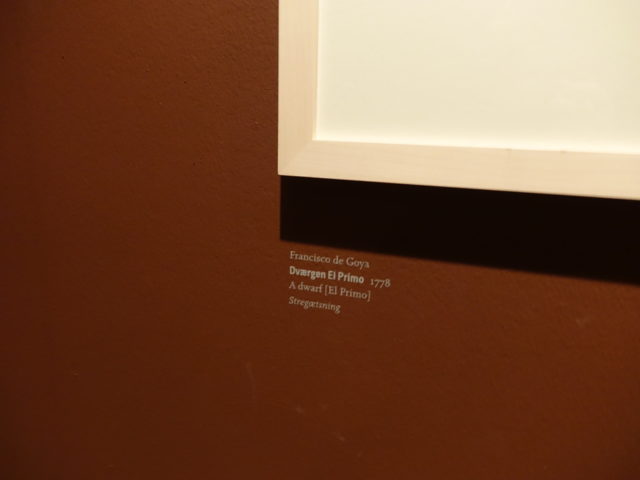 Francisco de Goya
Dværgen El Primo 1778
A dwarf [El Primo]
Stregætsning